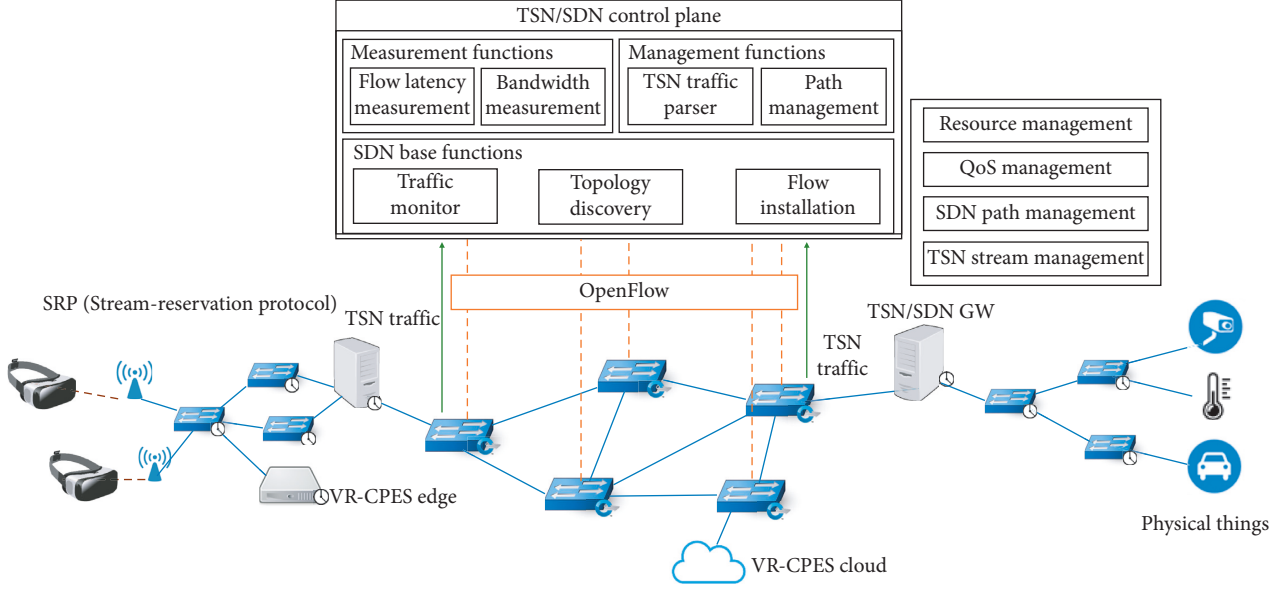 TSN/SDN control plane
Measurement functions
Flow latency
measurement
Bandwidth
measurement
Management functions
TSN traffic
parser
Path
management
SDN base functions
Traffic
monitor
Topology
discovery
Flow
installation
Resource management
QoS management
SDN path management
TSN stream management
OpenFlow
SRP (Stream-reservation protocol)
TSN traffic
TSN/SDN GW
TSN
traffic
VR-CPES edge
VR-CPES cloud
Physical things